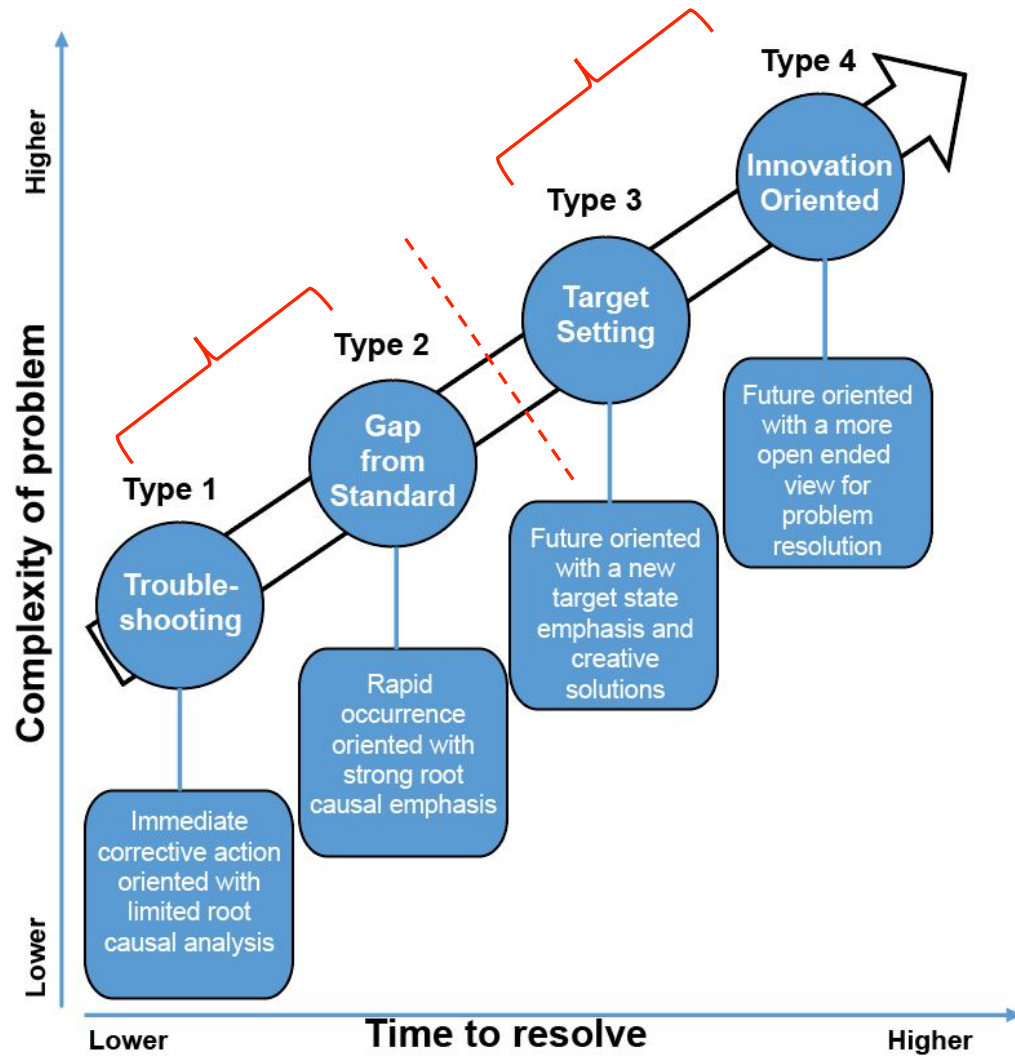 Type 4
Innovation
Oriented
Type 3
Target
Setting
Type 2
Gap
from
Standard
Type 1
Trouble-
shooting
Future oriented
with a more
open ended
view for
problem
resolution
Future oriented
with a new
target state
emphasis and
creative
solutions
Rapid
occurrence
oriented with
strong root
causal emphasis
Immediate
corrective action
oriented with
limited root
causal analysis
Higher
Complexity of problem
Lower
Lower
Time to resolve
Higher